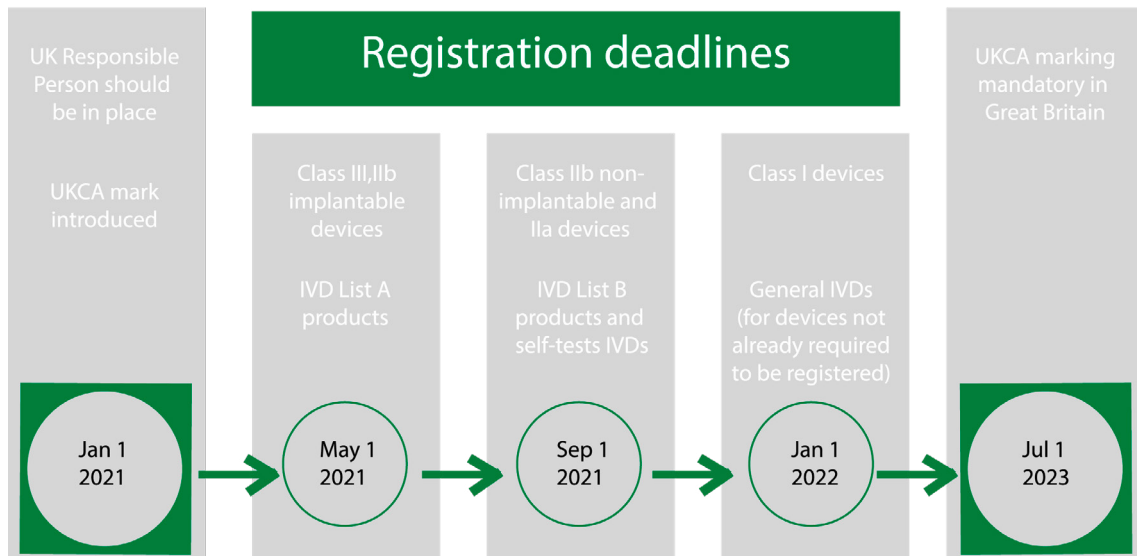 UK Responsible
Person should
be in place
UKCA mark
introduced
Jan 1
2021
Registration deadlines
Class III,IIb
implantable
devices
IVD List A
products
May 1
2021
Class IIb non-
implantable and
IIa devices
IVD List B
products and
self-tests IVDs
Sep 1
2021
Class I devices
General IVDs
(for devices not
already required
to be registered)
Jan 1
2022
UKCA marking
mandatory in
Great Britain
Jul 1
2023